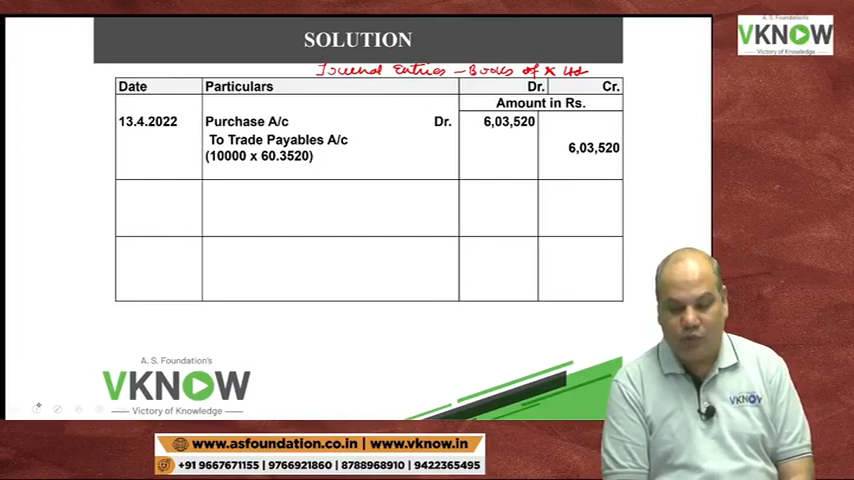 SOLUTION
A. S. Foundation's
VKNOW
Victory of Knowledge
Journal Entries - Books of X Ltd
Date Particulars Dr. Cr.
Amount in Rs.
13.4.2022 Purchase A/c Dr. 6,03,520
To Trade Payables A/c 6,03,520
(10000 x 60.3520)
A. S. Foundation's
VKNOW
Victory of Knowledge
VKNOW
www.asfoundation.co.in | www.vknow.in
+91 9667671155 | 9766921860 | 8788968910 | 9422365495